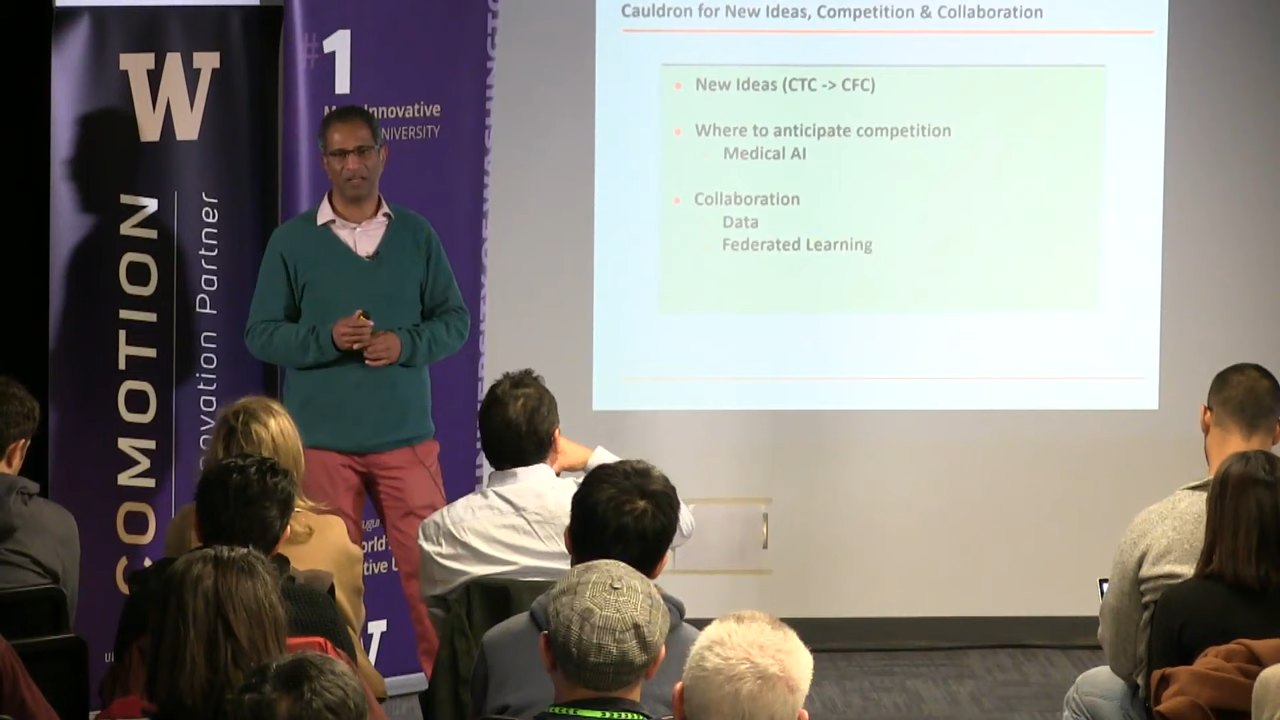 Cauldron for New Ideas, Competition & Collaboration
New Ideas (CTC -> CFC)
Where to anticipate competition
Medical AI
Collaboration
Data
Federated Learning
W
COMOTION
Innovation Partner
#1
Innovative
UNIVERSITY
W